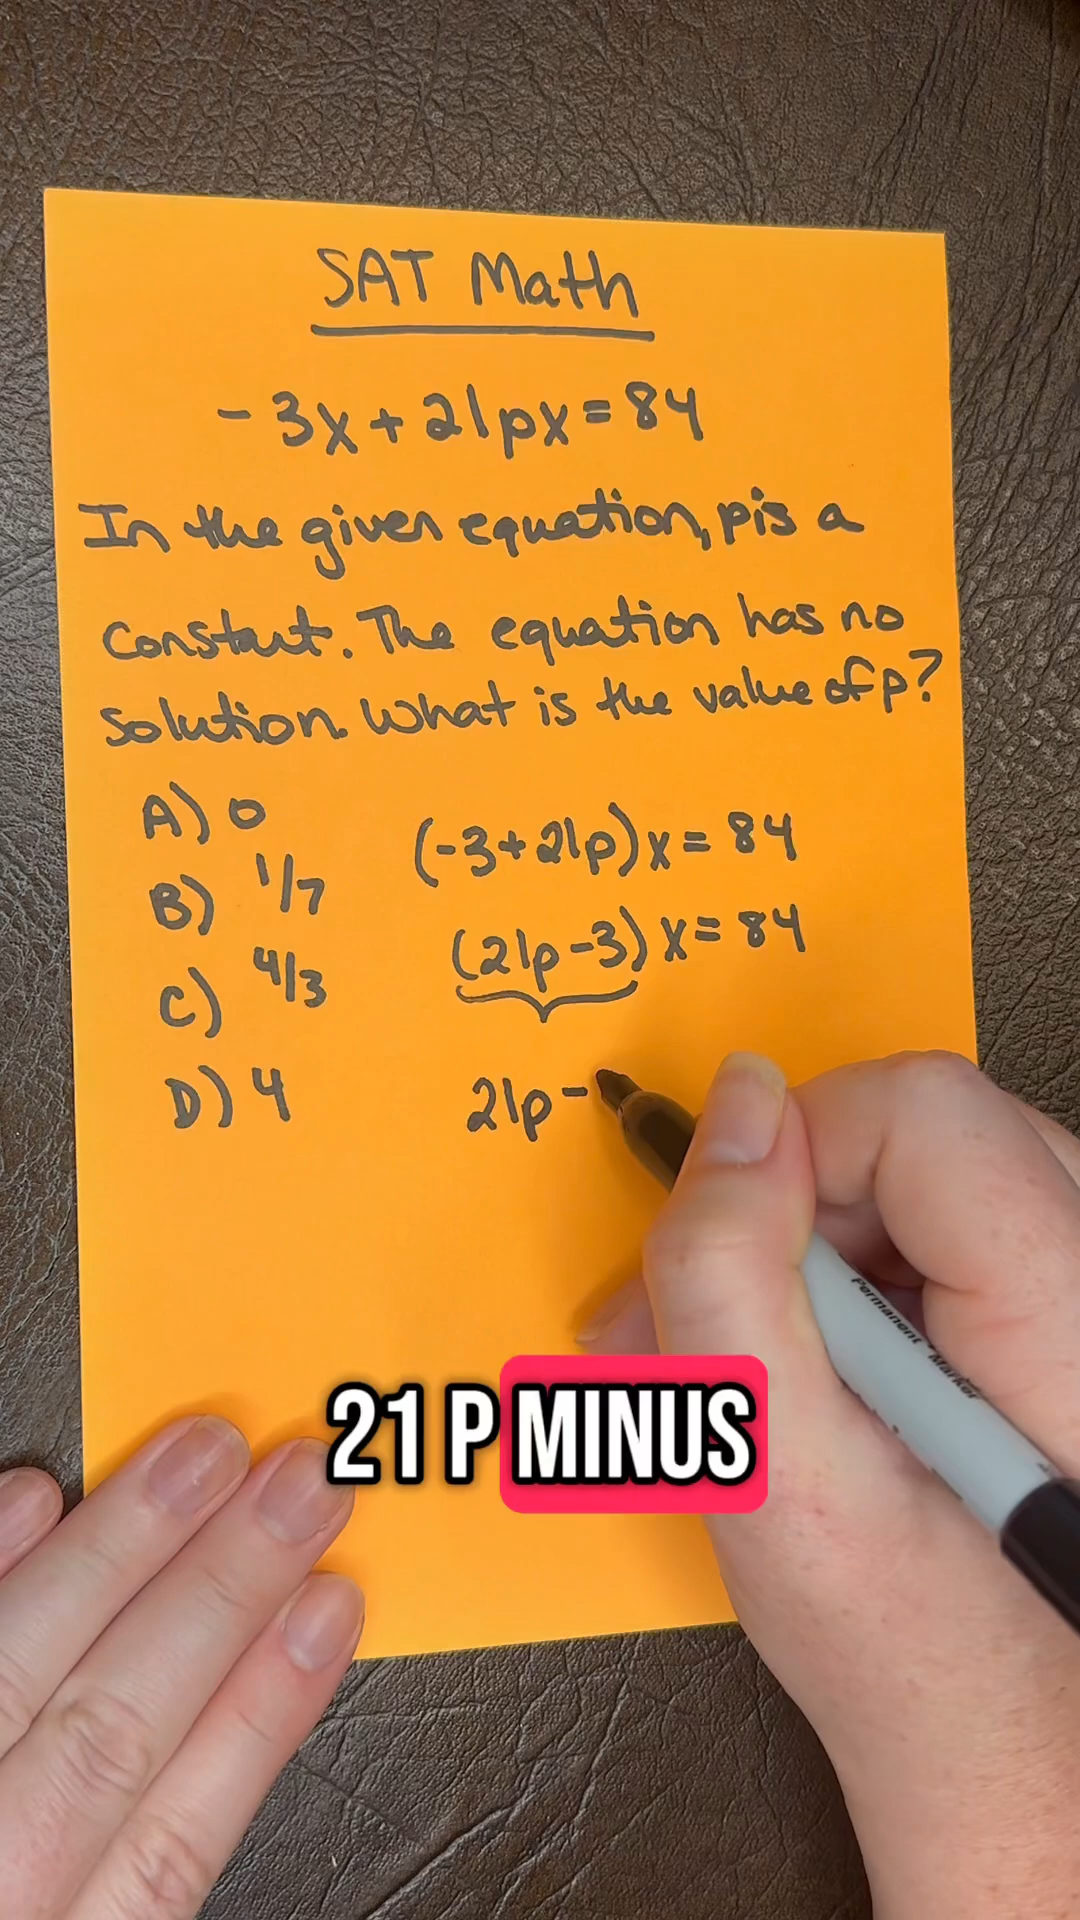 SAT Math
-3x+21px=84
In the given equation, p is a
constant. The equation has no
solution. What is the value of p?
A) 0
(-3+21p)x=84
B) 1/7
(21p-3)x=84
C) 4/3
D) 4
21p-
Permanent Marker
21 P MINUS